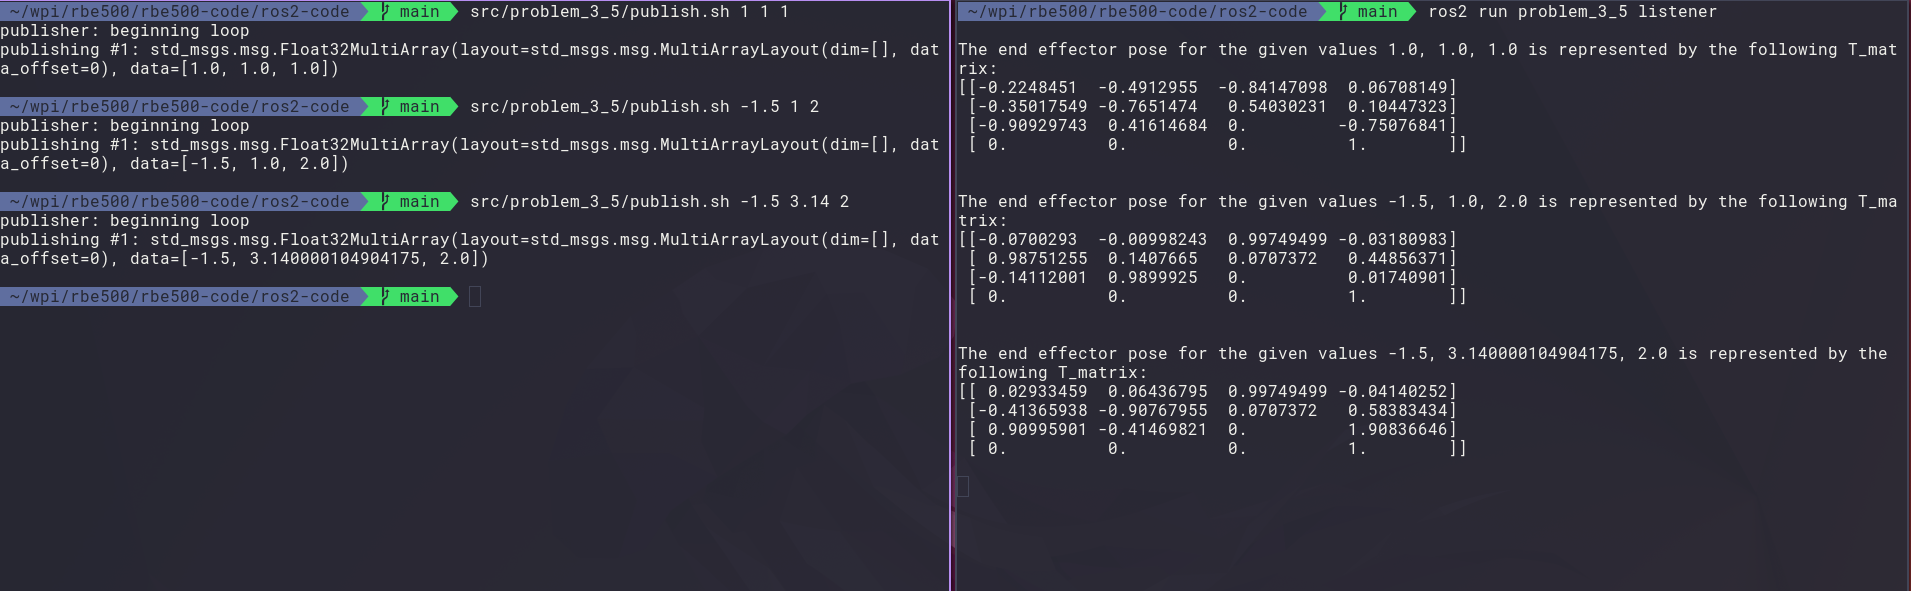 ~/wpi/rbe500/rbe500-code/ros2-code main src/problem_3_5/publish.sh 1 1 1
publisher: beginning loop
publishing #1: std_msgs.msg.Float32MultiArray(layout=std_msgs.msg.MultiArrayLayout(dim=[], dat
a_offset=0), data=[1.0, 1.0, 1.0])
~/wpi/rbe500/rbe500-code/ros2-code main src/problem_3_5/publish.sh -1.5 1 2
publisher: beginning loop
publishing #1: std_msgs.msg.Float32MultiArray(layout=std_msgs.msg.MultiArrayLayout(dim=[], dat
a_offset=0), data=[-1.5, 1.0, 2.0])
~/wpi/rbe500/rbe500-code/ros2-code main src/problem_3_5/publish.sh -1.5 3.14 2
publisher: beginning loop
publishing #1: std_msgs.msg.Float32MultiArray(layout=std_msgs.msg.MultiArrayLayout(dim=[], dat
a_offset=0), data=[-1.5, 3.140000104904175, 2.0])
~/wpi/rbe500/rbe500-code/ros2-code main
~/wpi/rbe500/rbe500-code/ros2-code main ros2 run problem_3_5 listener
The end effector pose for the given values 1.0, 1.0, 1.0 is represented by the following T_mat
rix:
[[-0.2248451 -0.4912955 -0.84147098 0.06708149]
[-0.35017549 -0.7651474 0.54030231 0.10447323]
[-0.90929743 0.41614684 0. -0.75076841]
[ 0. 0. 0. 1. ]]
The end effector pose for the given values -1.5, 1.0, 2.0 is represented by the following T_ma
trix:
[[-0.0700293 -0.00998243 0.99749499 -0.03180983]
[ 0.98751255 0.1407665 0.0707372 0.44856371]
[-0.14112001 0.9899925 0. 0.01740901]
[ 0. 0. 0. 1. ]]
The end effector pose for the given values -1.5, 3.140000104904175, 2.0 is represented by the
following T_matrix:
[[ 0.02933459 0.06436795 0.99749499 -0.04140252]
[-0.41365938 -0.90767955 0.0707372 0.58383434]
[ 0.90995901 -0.41469821 0. 1.90836646]
[ 0. 0. 0. 1. ]]